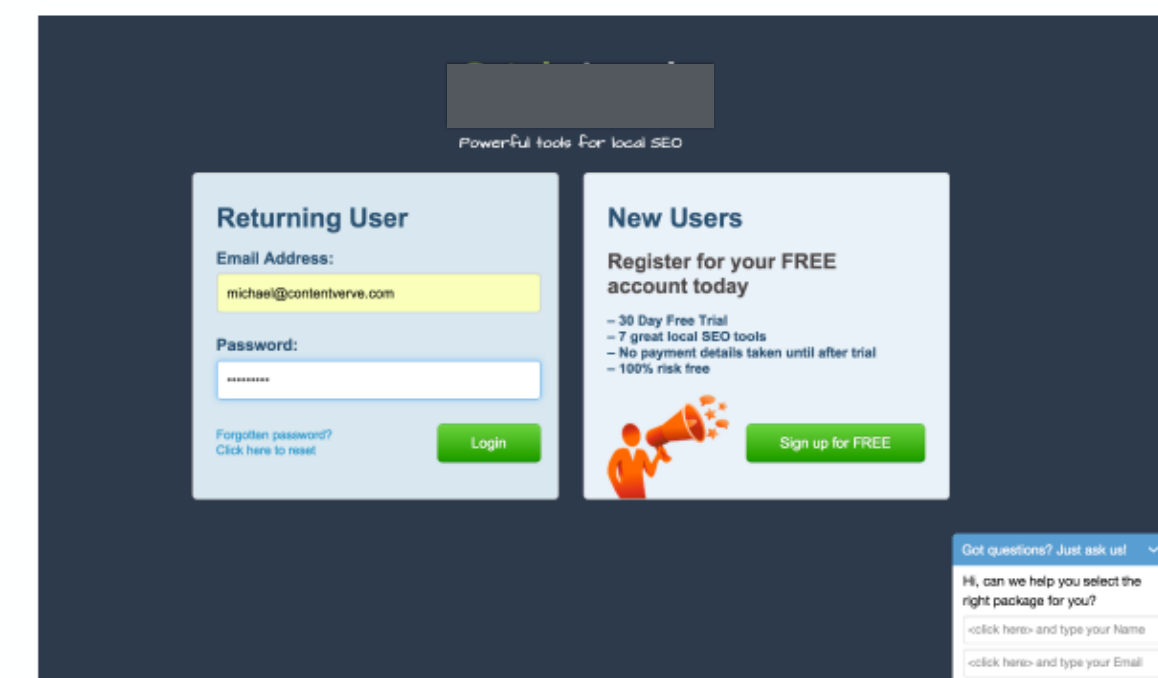 Powerful tools for local SEO
Returning User
Email Address:
michael@contentverve.com
Password:
•••••••••
Forgotten password?
Click here to reset
Login
New Users
Register for your FREE
account today
– 30 Day Free Trial
– 7 great local SEO tools
– No payment details taken until after trial
– 100% risk free
Sign up for FREE
Got questions? Just ask us!
Hi, can we help you select the
right package for you?
<click here> and type your Name
<click here> and type your Email